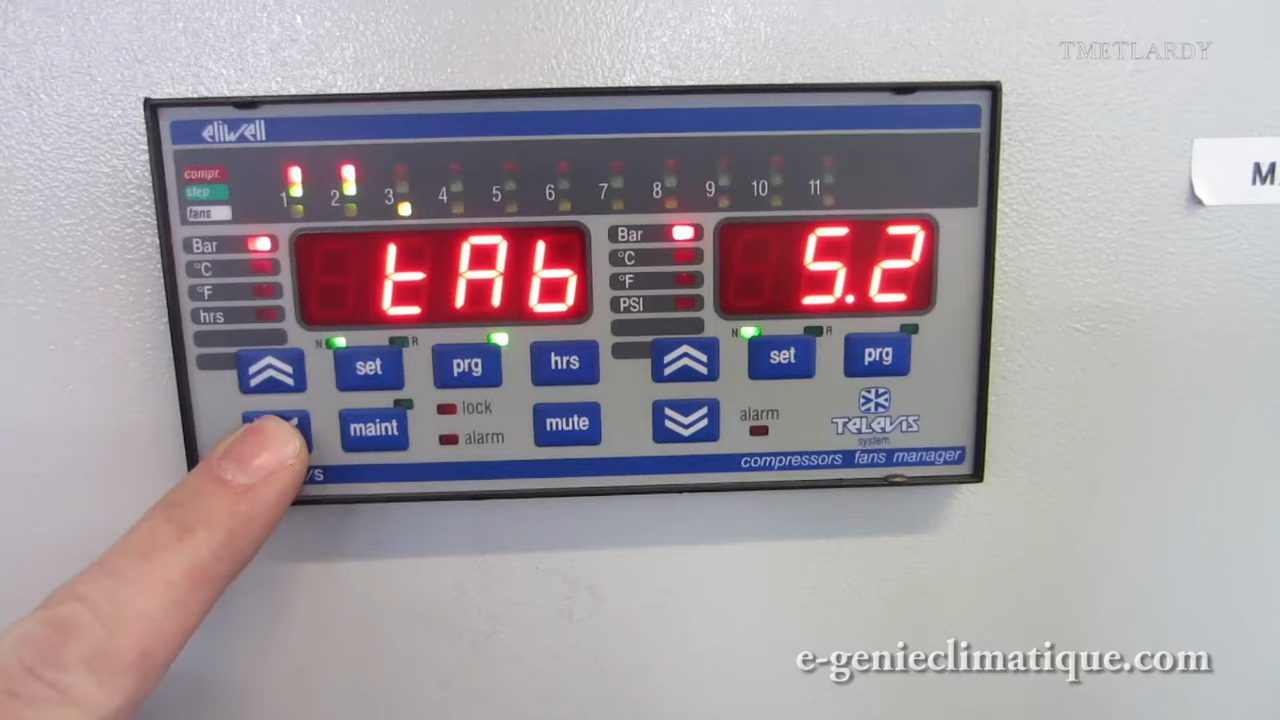 TMETLARDY
eliwell
compr.
step
fans
1 2 3 4 5 6 7 8 9 10 11
Bar
°C
°F
hrs
tAb
Bar
°C
°F
PSI
5.2
N R
set
prg
hrs
N R
set
prg
maint
lock
alarm
mute
alarm
TELEVIS
system
compressors fans manager
e-genieclimatique.com